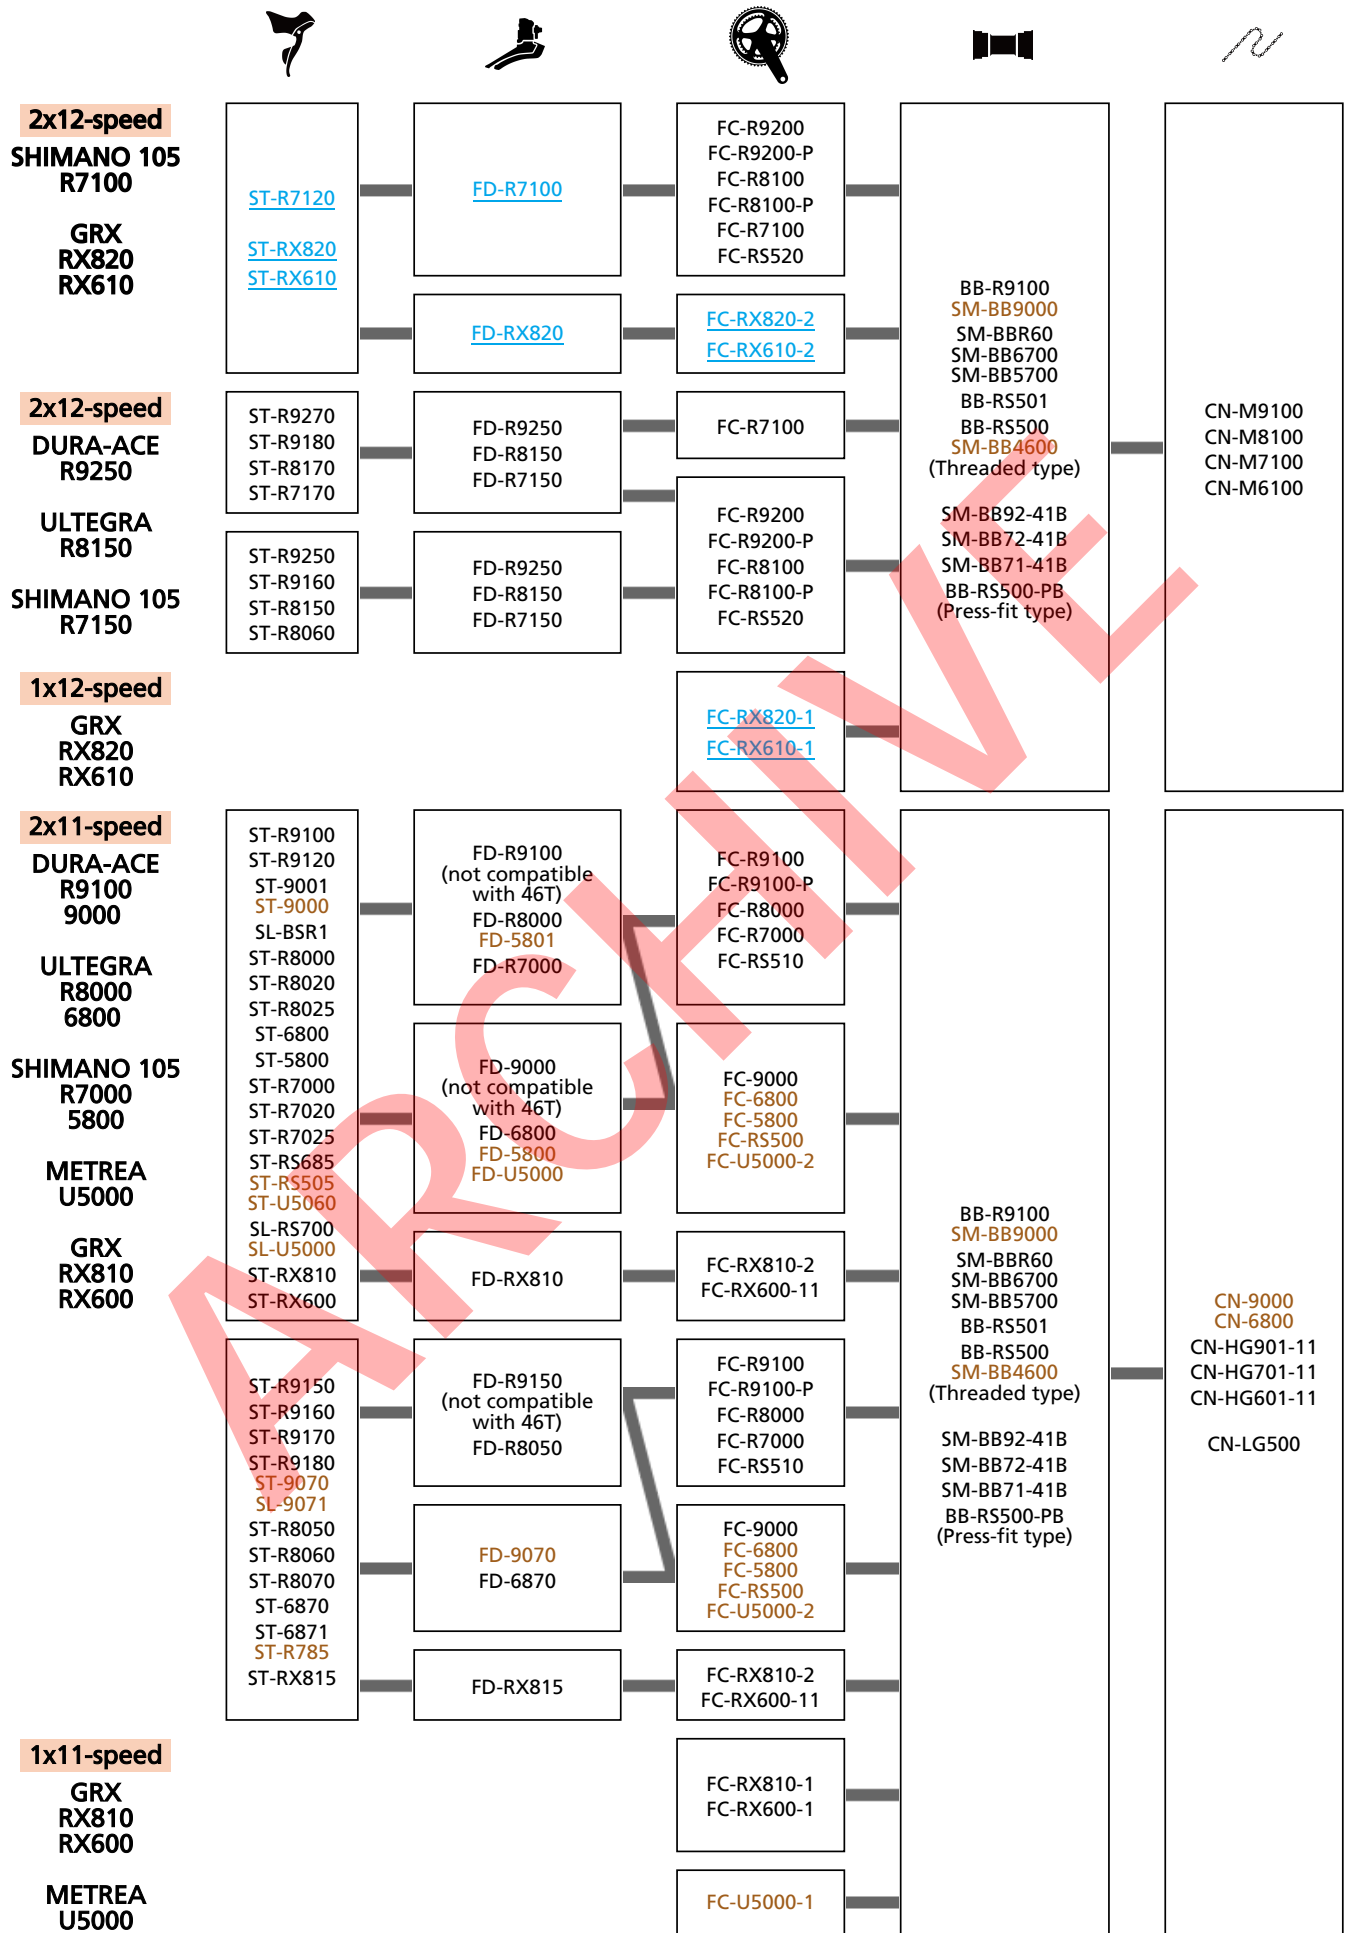 2x12-speed
SHIMANO 105
R7100
GRX
RX820
RX610
ST-R7120
ST-RX820
ST-RX610
FD-R7100
FD-RX820
FC-R9200
FC-R9200-P
FC-R8100
FC-R8100-P
FC-R7100
FC-RS520
FC-RX820-2
FC-RX610-2
2x12-speed
DURA-ACE
R9250
ULTEGRA
R8150
SHIMANO 105
R7150
ST-R9270
ST-R9180
ST-R8170
ST-R7170
FD-R9250
FD-R8150
FD-R7150
FC-R7100
ST-R9250
ST-R9160
ST-R8150
ST-R8060
FD-R9250
FD-R8150
FD-R7150
FC-R9200
FC-R9200-P
FC-R8100
FC-R8100-P
FC-RS520
1x12-speed
GRX
RX820
RX610
FC-RX820-1
FC-RX610-1
BB-R9100
SM-BB9000
SM-BBR60
SM-BB6700
SM-BB5700
BB-RS501
BB-RS500
SM-BB4600
(Threaded type)
SM-BB92-41B
SM-BB72-41B
SM-BB71-41B
BB-RS500-PB
(Press-fit type)
CN-M9100
CN-M8100
CN-M7100
CN-M6100
2x11-speed
DURA-ACE
R9100
9000
ULTEGRA
R8000
6800
SHIMANO 105
R7000
5800
METREA
U5000
GRX
RX810
RX600
ST-R9100
ST-R9120
ST-9001
ST-9000
SL-BSR1
ST-R8000
ST-R8020
ST-R8025
ST-6800
ST-5800
ST-R7000
ST-R7020
ST-R7025
ST-RS685
ST-RS505
ST-U5060
SL-RS700
SL-U5000
ST-RX810
ST-RX600
FD-R9100
(not compatible
with 46T)
FD-R8000
FD-5801
FD-R7000
FD-9000
(not compatible
with 46T)
FD-6800
FD-5800
FD-U5000
FD-RX810
FC-R9100
FC-R9100-P
FC-R8000
FC-R7000
FC-RS510
FC-9000
FC-6800
FC-5800
FC-RS500
FC-U5000-2
FC-RX810-2
FC-RX600-11
ST-R9150
ST-R9160
ST-R9170
ST-R9180
ST-9070
SL-9071
ST-R8050
ST-R8060
ST-R8070
ST-6870
ST-6871
ST-R785
ST-RX815
FD-R9150
(not compatible
with 46T)
FD-R8050
FD-9070
FD-6870
FD-RX815
FC-R9100
FC-R9100-P
FC-R8000
FC-R7000
FC-RS510
FC-9000
FC-6800
FC-5800
FC-RS500
FC-U5000-2
FC-RX810-2
FC-RX600-11
1x11-speed
GRX
RX810
RX600
METREA
U5000
FC-RX810-1
FC-RX600-1
FC-U5000-1
BB-R9100
SM-BB9000
SM-BBR60
SM-BB6700
SM-BB5700
BB-RS501
BB-RS500
SM-BB4600
(Threaded type)
SM-BB92-41B
SM-BB72-41B
SM-BB71-41B
BB-RS500-PB
(Press-fit type)
CN-9000
CN-6800
CN-HG901-11
CN-HG701-11
CN-HG601-11
CN-LG500
ARCHIVE